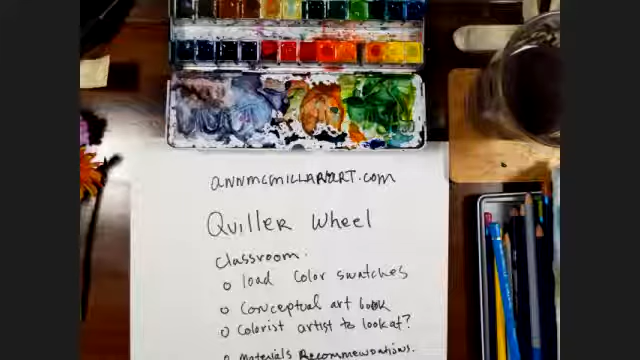 annmcmillanart.com
Quiller Wheel
Classroom.
o load color swatches
o Conceptual art book
o Colorist artist to look at?
o Materials Recommendations.